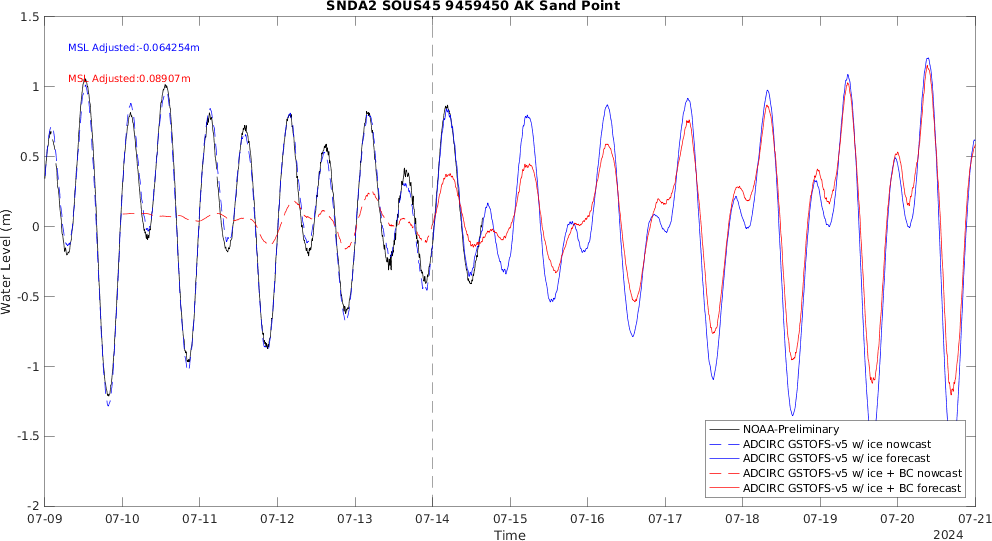 SNDA2 SOUS45 9459450 AK Sand Point
MSL Adjusted:-0.064254m
MSL Adjusted:0.08907m
Water Level (m)
1.5
1
0.5
0
-0.5
-1
-1.5
-2
NOAA-Preliminary
ADCIRC GSTOFS-v5 w/ ice nowcast
ADCIRC GSTOFS-v5 w/ ice forecast
ADCIRC GSTOFS-v5 w/ ice + BC nowcast
ADCIRC GSTOFS-v5 w/ ice + BC forecast
07-09 07-10 07-11 07-12 07-13 07-14 07-15 07-16 07-17 07-18 07-19 07-20 07-21
Time
2024